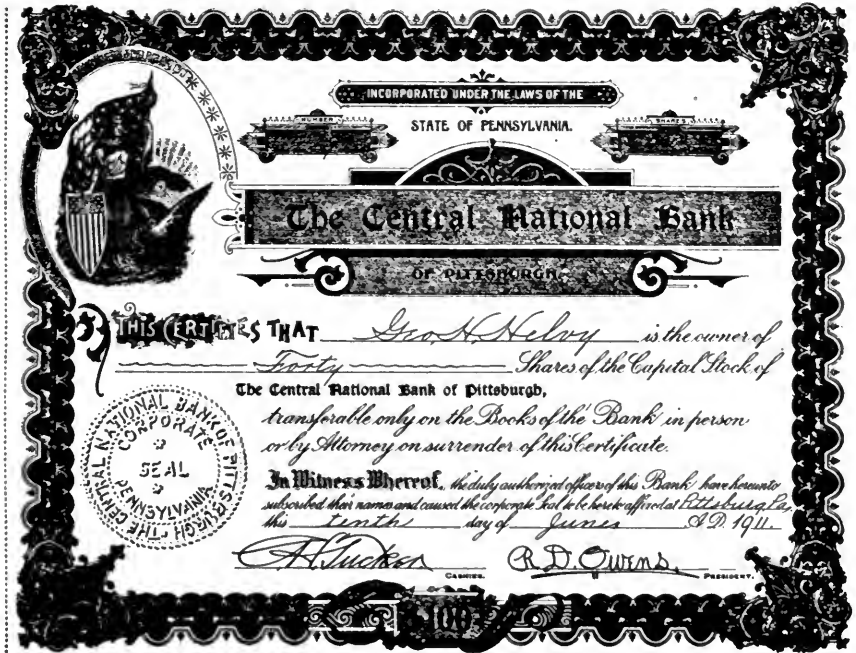 INCORPORATED UNDER THE LAWS OF THE
STATE OF PENNSYLVANIA.
NUMBER
SHARES
The Central National Bank
OF PITTSBURGH
THIS CERTIFIES THAT Geo. H. Helvy is the owner of
Forty Shares of the Capital Stock of
The Central National Bank of Pittsburgh,
transferable only on the Books of the Bank in person
or by Attorney on surrender of this Certificate.
In Witness Whereof, the duly authorized officers of this Bank have hereunto
subscribed their names and caused the corporate Seal to be hereto affixed at Pittsburg Pa,
this tenth day of June A.D. 1911.
THE CENTRAL NATIONAL BANK OF PITTSBURGH
CORPORATE
SEAL
PENNSYLVANIA
A. Tucker
CASHIER.
R. D. Owens.
PRESIDENT.
100